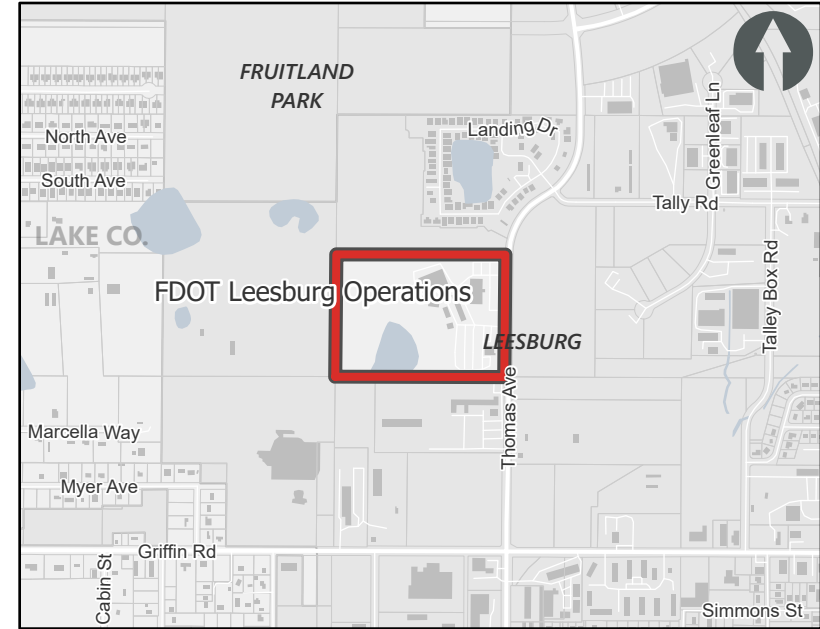 FRUITLAND
PARK
Greenleaf Ln
North Ave
Landing Dr
South Ave
Tally Rd
LAKE CO.
Talley Box Rd
FDOT Leesburg Operations
LEESBURG
Thomas Ave
Marcella Way
Myer Ave
Griffin Rd
Cabin St
Simmons St